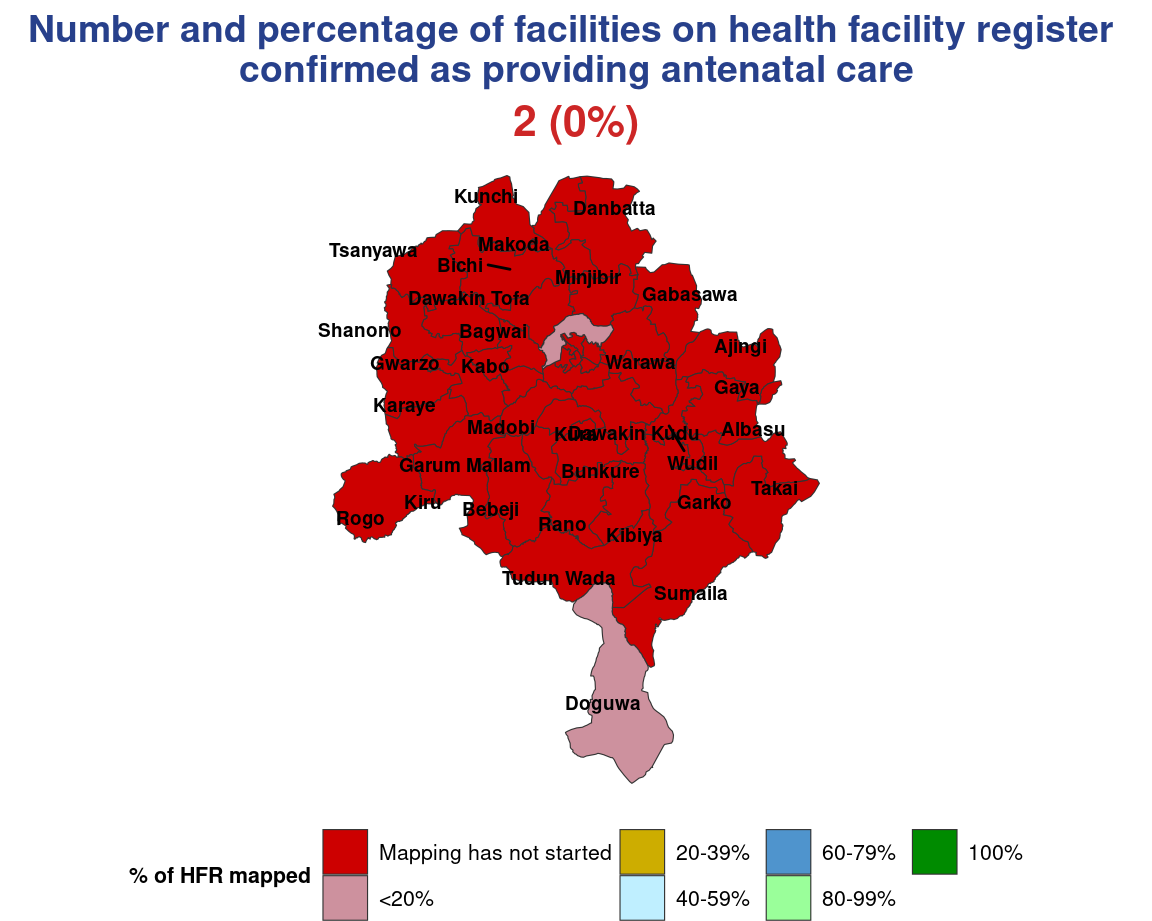 Number and percentage of facilities on health facility register
confirmed as providing antenatal care
2 (0%)
Kunchi
Danbatta
Makoda
Tsanyawa
Bichi
Minjibir
Gabasawa
Dawakin Tofa
Shanono
Bagwai
Ajingi
Gwarzo
Kabo
Warawa
Gaya
Karaye
Madobi
Kura
Dawakin Kudu
Albasu
Garum Mallam
Bunkure
Wudil
Takai
Kiru
Bebeji
Garko
Rogo
Rano
Kibiya
Tudun Wada
Sumaila
Doguwa
% of HFR mapped
Mapping has not started
<20%
20-39%
40-59%
60-79%
80-99%
100%